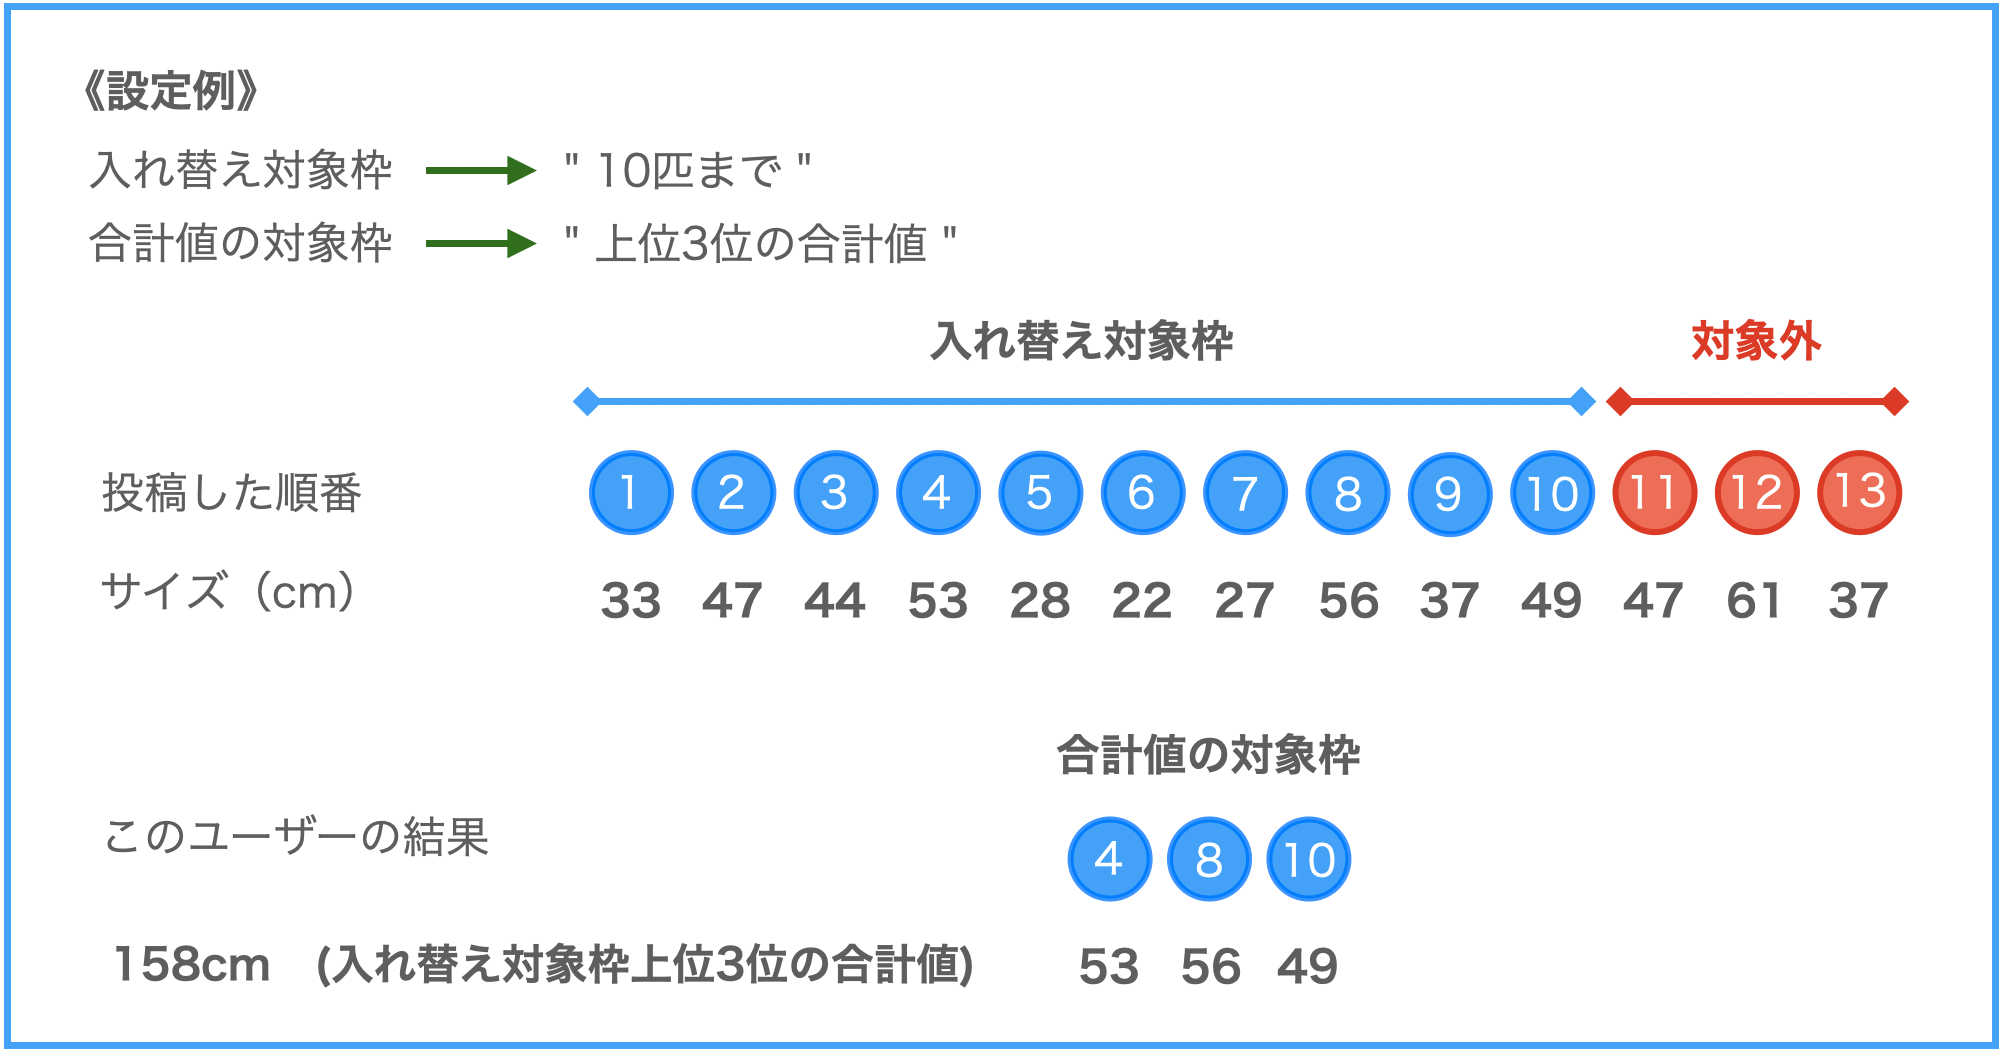 《設定例》
入れ替え対象枠 " 10匹まで "
合計値の対象枠 " 上位3位の合計値 "
入れ替え対象枠 対象外
投稿した順番 1 2 3 4 5 6 7 8 9 10 11 12 13
サイズ（cm） 33 47 44 53 28 22 27 56 37 49 47 61 37
合計値の対象枠
このユーザーの結果 4 8 10
158cm (入れ替え対象枠上位3位の合計値) 53 56 49